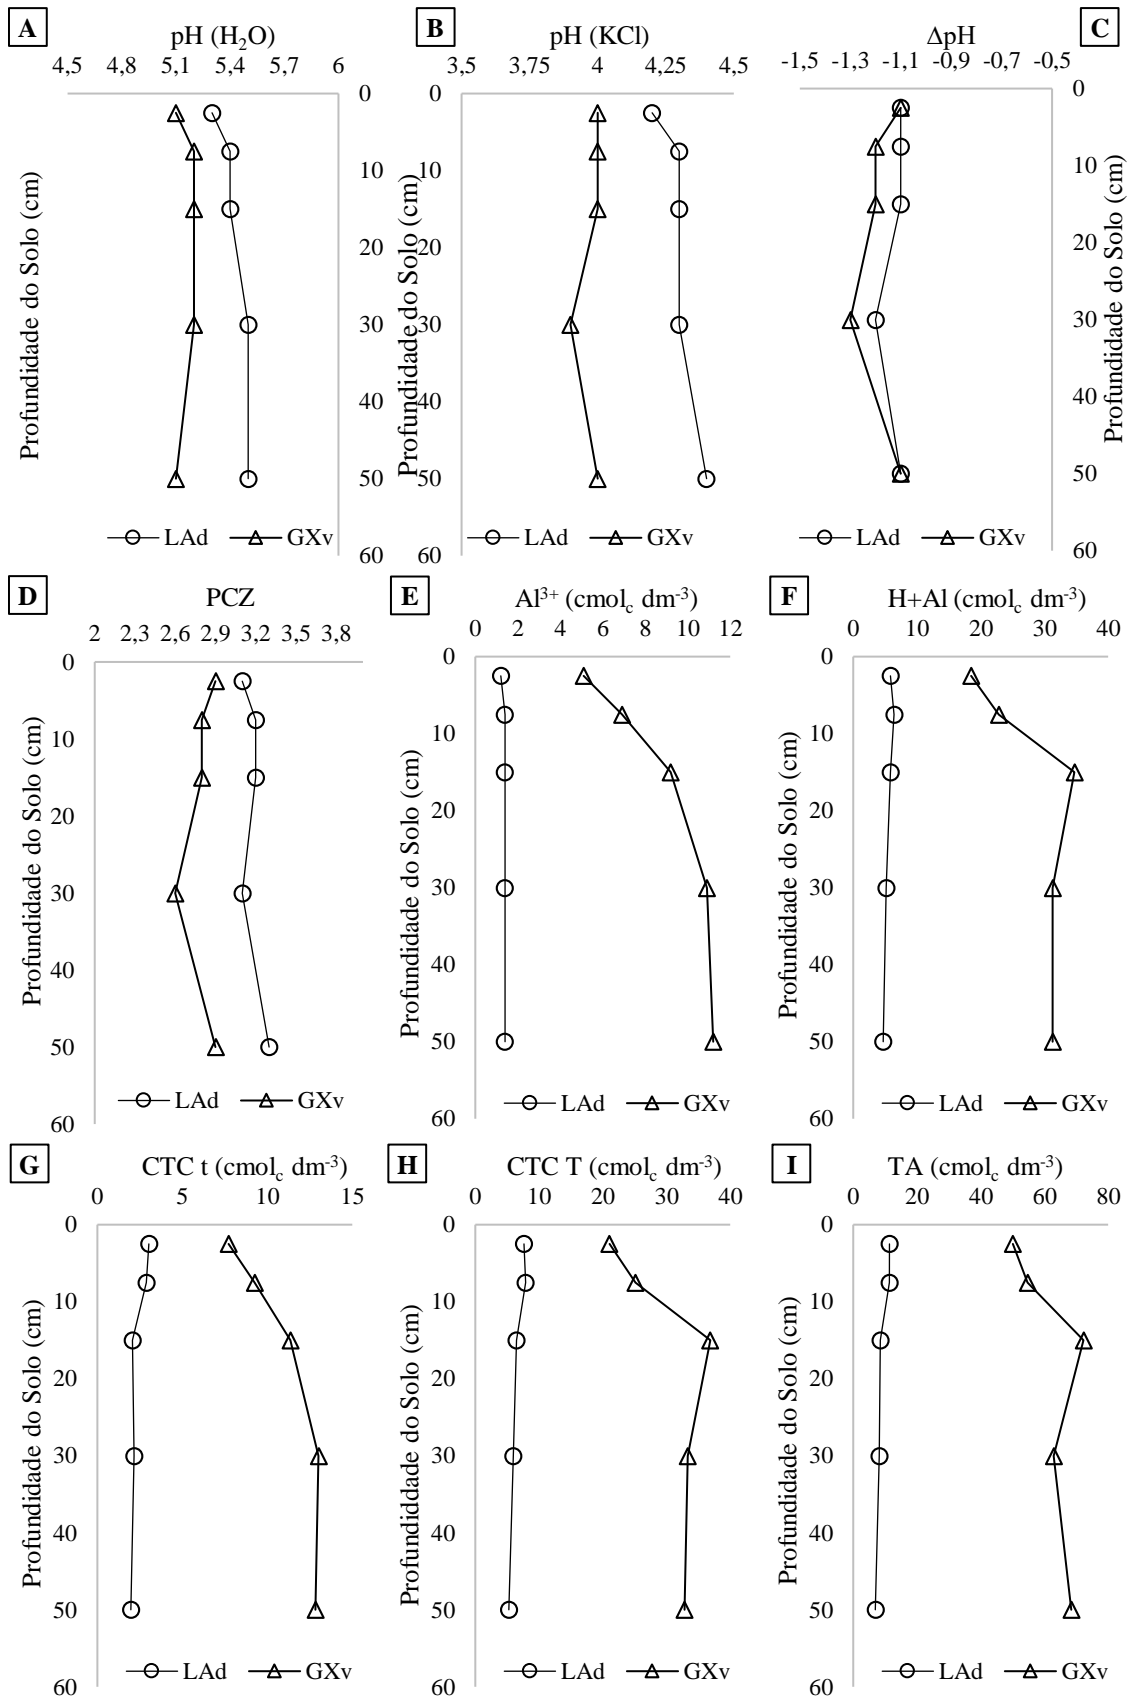 A
pH (H₂O)
4,5 4,8 5,1 5,4 5,7 6
0
10
20
30
40
50
60
Profundidade do Solo (cm)
LAd GXv
B
pH (KCl)
3,5 3,75 4 4,25 4,5
0
10
20
30
40
50
60
Profundidade do Solo (cm)
LAd GXv
C
ΔpH
-1,5 -1,3 -1,1 -0,9 -0,7 -0,5
0
10
20
30
40
50
60
Profundidade do Solo (cm)
LAd GXv
D
PCZ
2 2,3 2,6 2,9 3,2 3,5 3,8
0
10
20
30
40
50
60
Profundidade do Solo (cm)
LAd GXv
E
Al³⁺ (cmol_c dm⁻³)
0 2 4 6 8 10 12
0
10
20
30
40
50
60
Profundidade do Solo (cm)
LAd GXv
F
H+Al (cmol_c dm⁻³)
0 10 20 30 40
0
10
20
30
40
50
60
Profundidade do Solo (cm)
LAd GXv
G
CTC t (cmol_c dm⁻³)
0 5 10 15
0
10
20
30
40
50
60
Profundidade do Solo (cm)
LAd GXv
H
CTC T (cmol_c dm⁻³)
0 10 20 30 40
0
10
20
30
40
50
60
Profundiddade do Solo (cm)
LAd GXv
I
TA (cmol_c dm⁻³)
0 20 40 60 80
0
10
20
30
40
50
60
Profundidade do Solo (cm)
LAd GXv